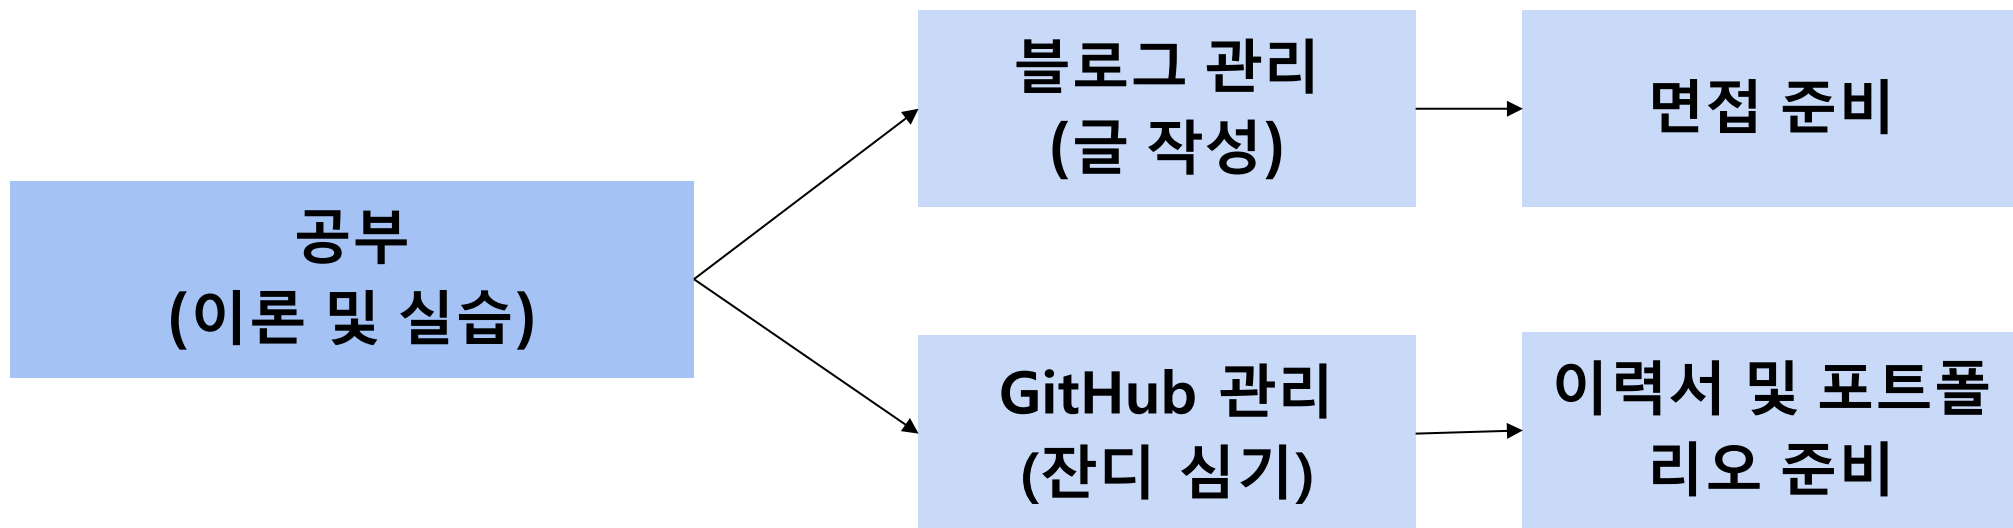 공부
(이론 및 실습)
블로그 관리
(글 작성)
면접 준비
GitHub 관리
(잔디 심기)
이력서 및 포트폴
리오 준비